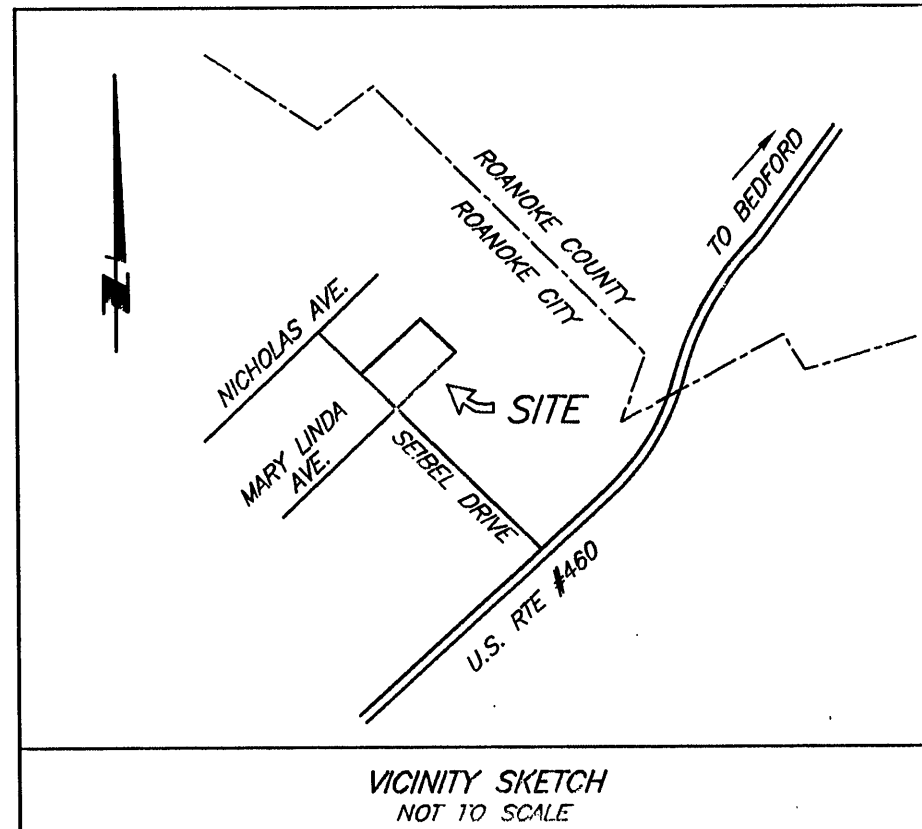 N
ROANOKE COUNTY
ROANOKE CITY
TO BEDFORD
NICHOLAS AVE.
MARY LINDA
AVE.
SITE
SEIBEL DRIVE
U.S. RTE #460
VICINITY SKETCH
NOT TO SCALE